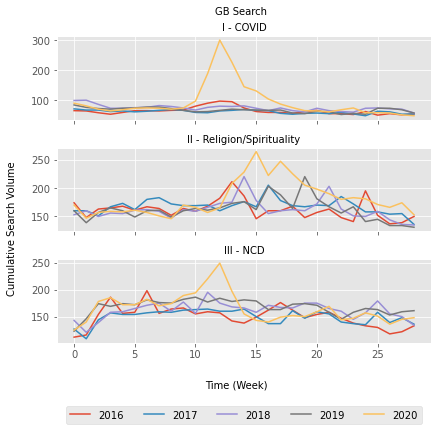 GB Search
I - COVID
300
200
100
II - Religion/Spirituality
250
200
150
Cumulative Search Volume
III - NCD
250
200
150
0 5 10 15 20 25
Time (Week)
2016 2017 2018 2019 2020